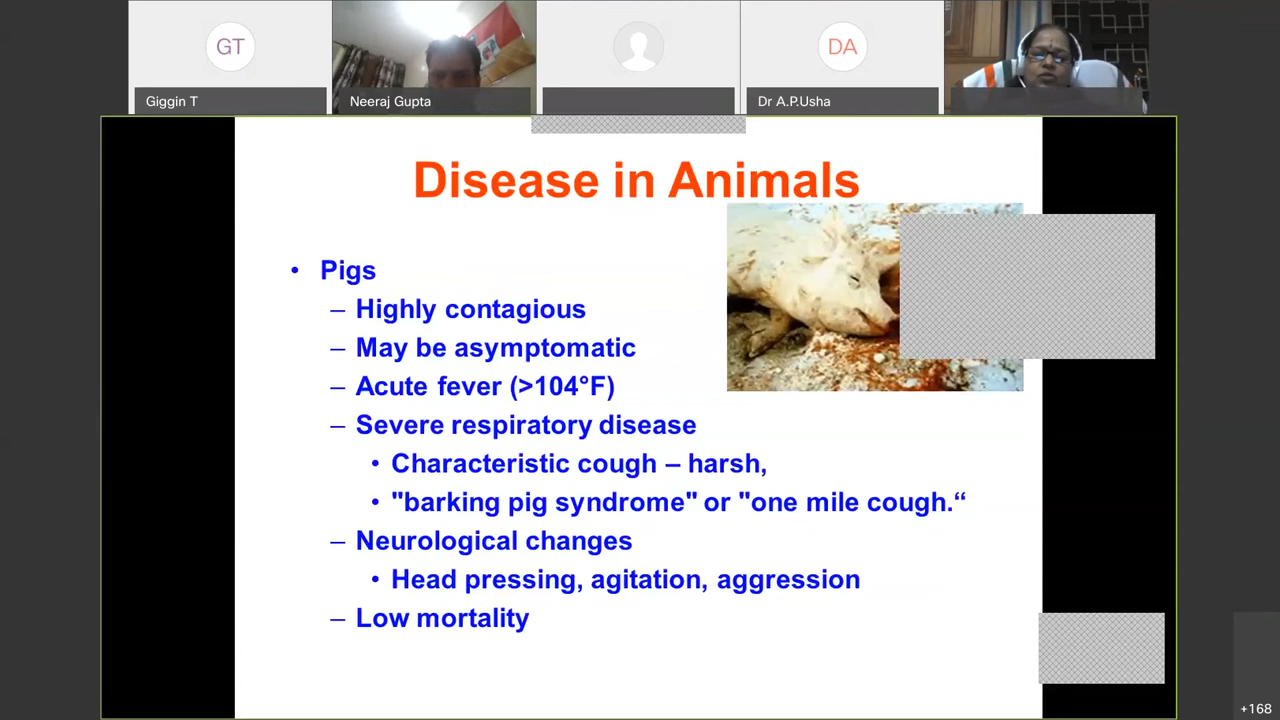 GT
DA
Giggin T
Neeraj Gupta
Dr A.P.Usha
Disease in Animals
• Pigs
– Highly contagious
– May be asymptomatic
– Acute fever (>104°F)
– Severe respiratory disease
• Characteristic cough – harsh,
• "barking pig syndrome" or "one mile cough.“
– Neurological changes
• Head pressing, agitation, aggression
– Low mortality
+168